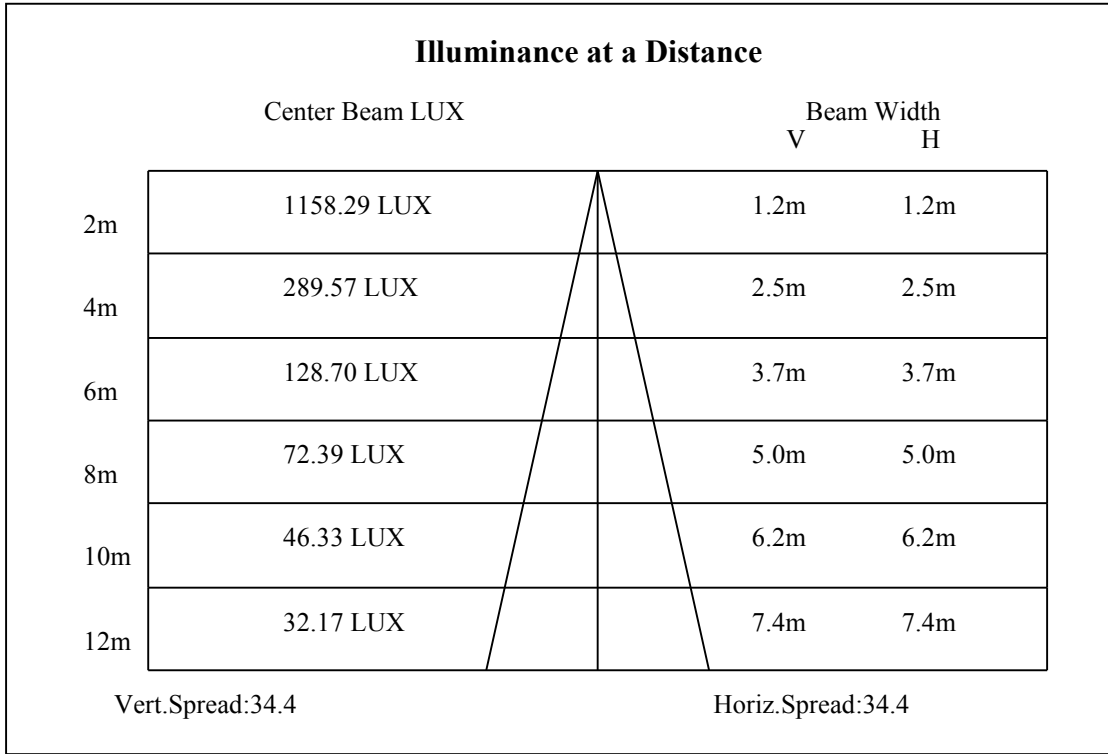 Illuminance at a Distance
Center Beam LUX Beam Width
V H
2m 1158.29 LUX 1.2m 1.2m
4m 289.57 LUX 2.5m 2.5m
6m 128.70 LUX 3.7m 3.7m
8m 72.39 LUX 5.0m 5.0m
10m 46.33 LUX 6.2m 6.2m
12m 32.17 LUX 7.4m 7.4m
Vert.Spread:34.4 Horiz.Spread:34.4